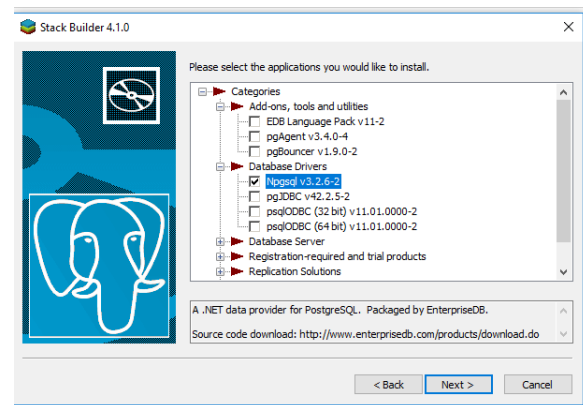 Stack Builder 4.1.0
Please select the applications you would like to install.
Categories
Add-ons, tools and utilities
EDB Language Pack v11-2
pgAgent v3.4.0-4
pgBouncer v1.9.0-2
Database Drivers
Npgsql v3.2.6-2
pgJDBC v42.2.5-2
psqlODBC (32 bit) v11.01.0000-2
psqlODBC (64 bit) v11.01.0000-2
Database Server
Registration-required and trial products
Replication Solutions
A .NET data provider for PostgreSQL. Packaged by EnterpriseDB.
Source code download: http://www.enterprisedb.com/products/download.do
< Back
Next >
Cancel